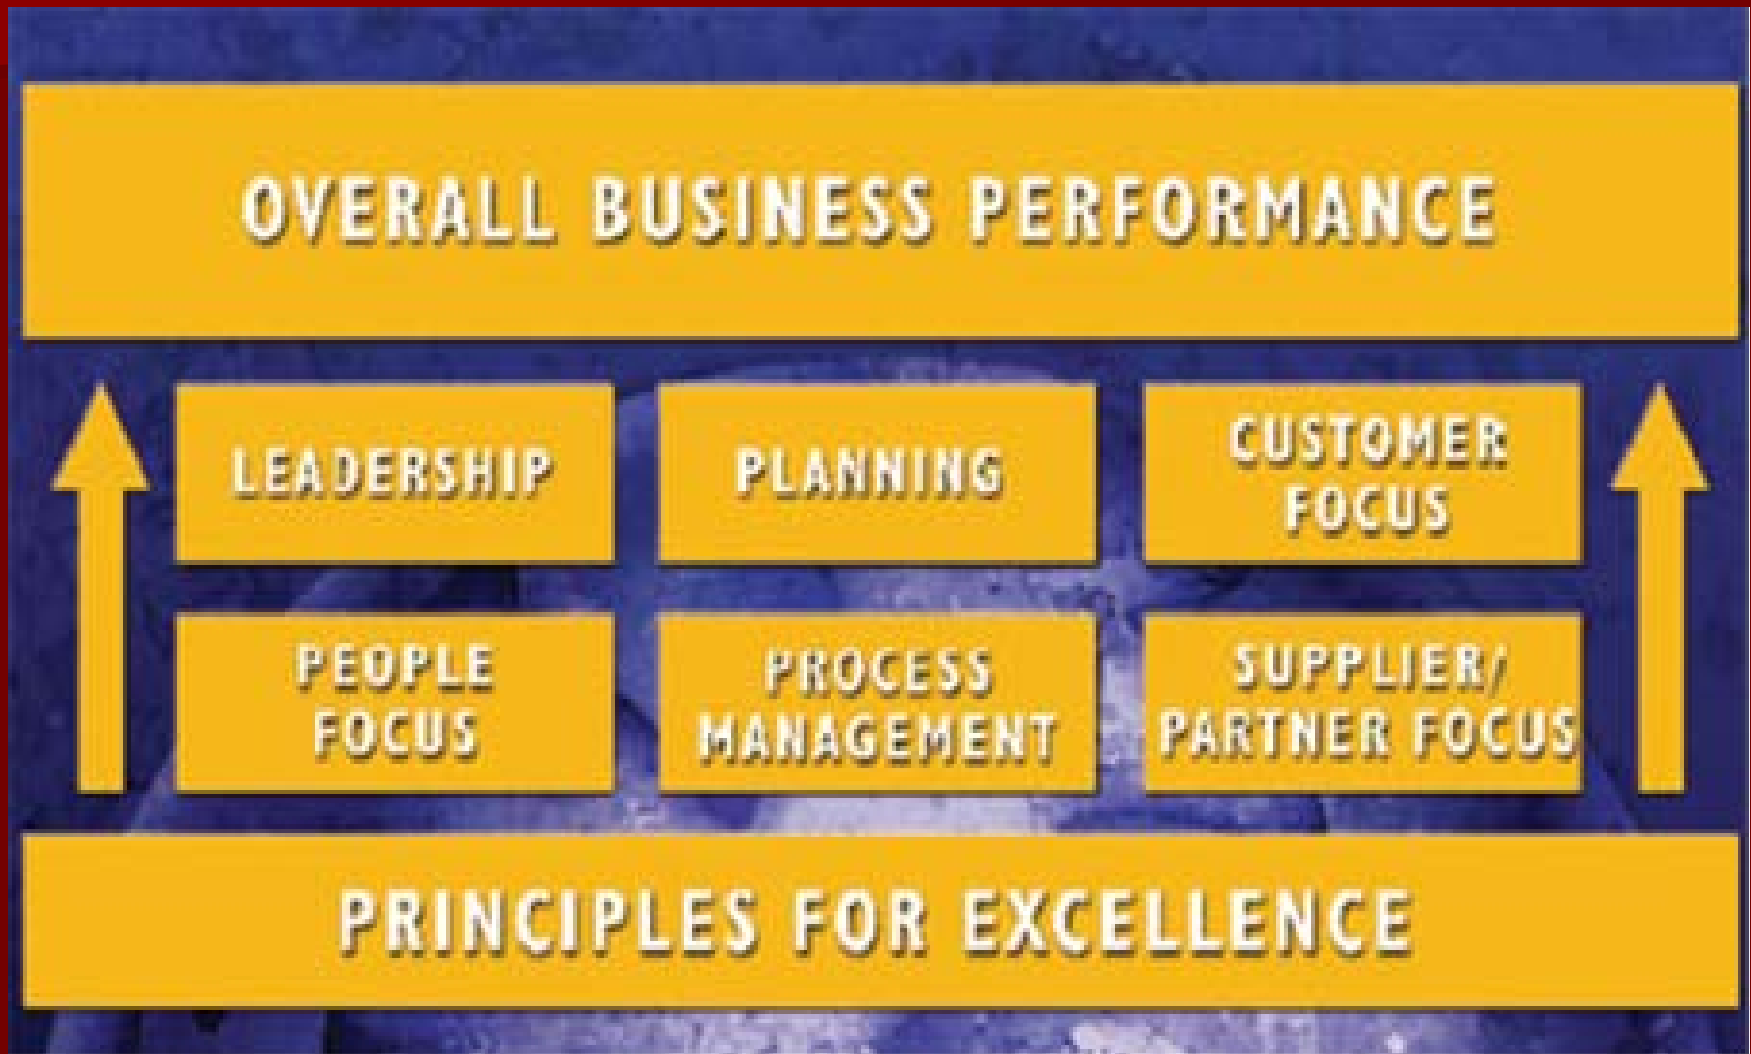 OVERALL BUSINESS PERFORMANCE
LEADERSHIP
PLANNING
CUSTOMER
FOCUS
PEOPLE
FOCUS
PROCESS
MANAGEMENT
SUPPLIER/
PARTNER FOCUS
PRINCIPLES FOR EXCELLENCE